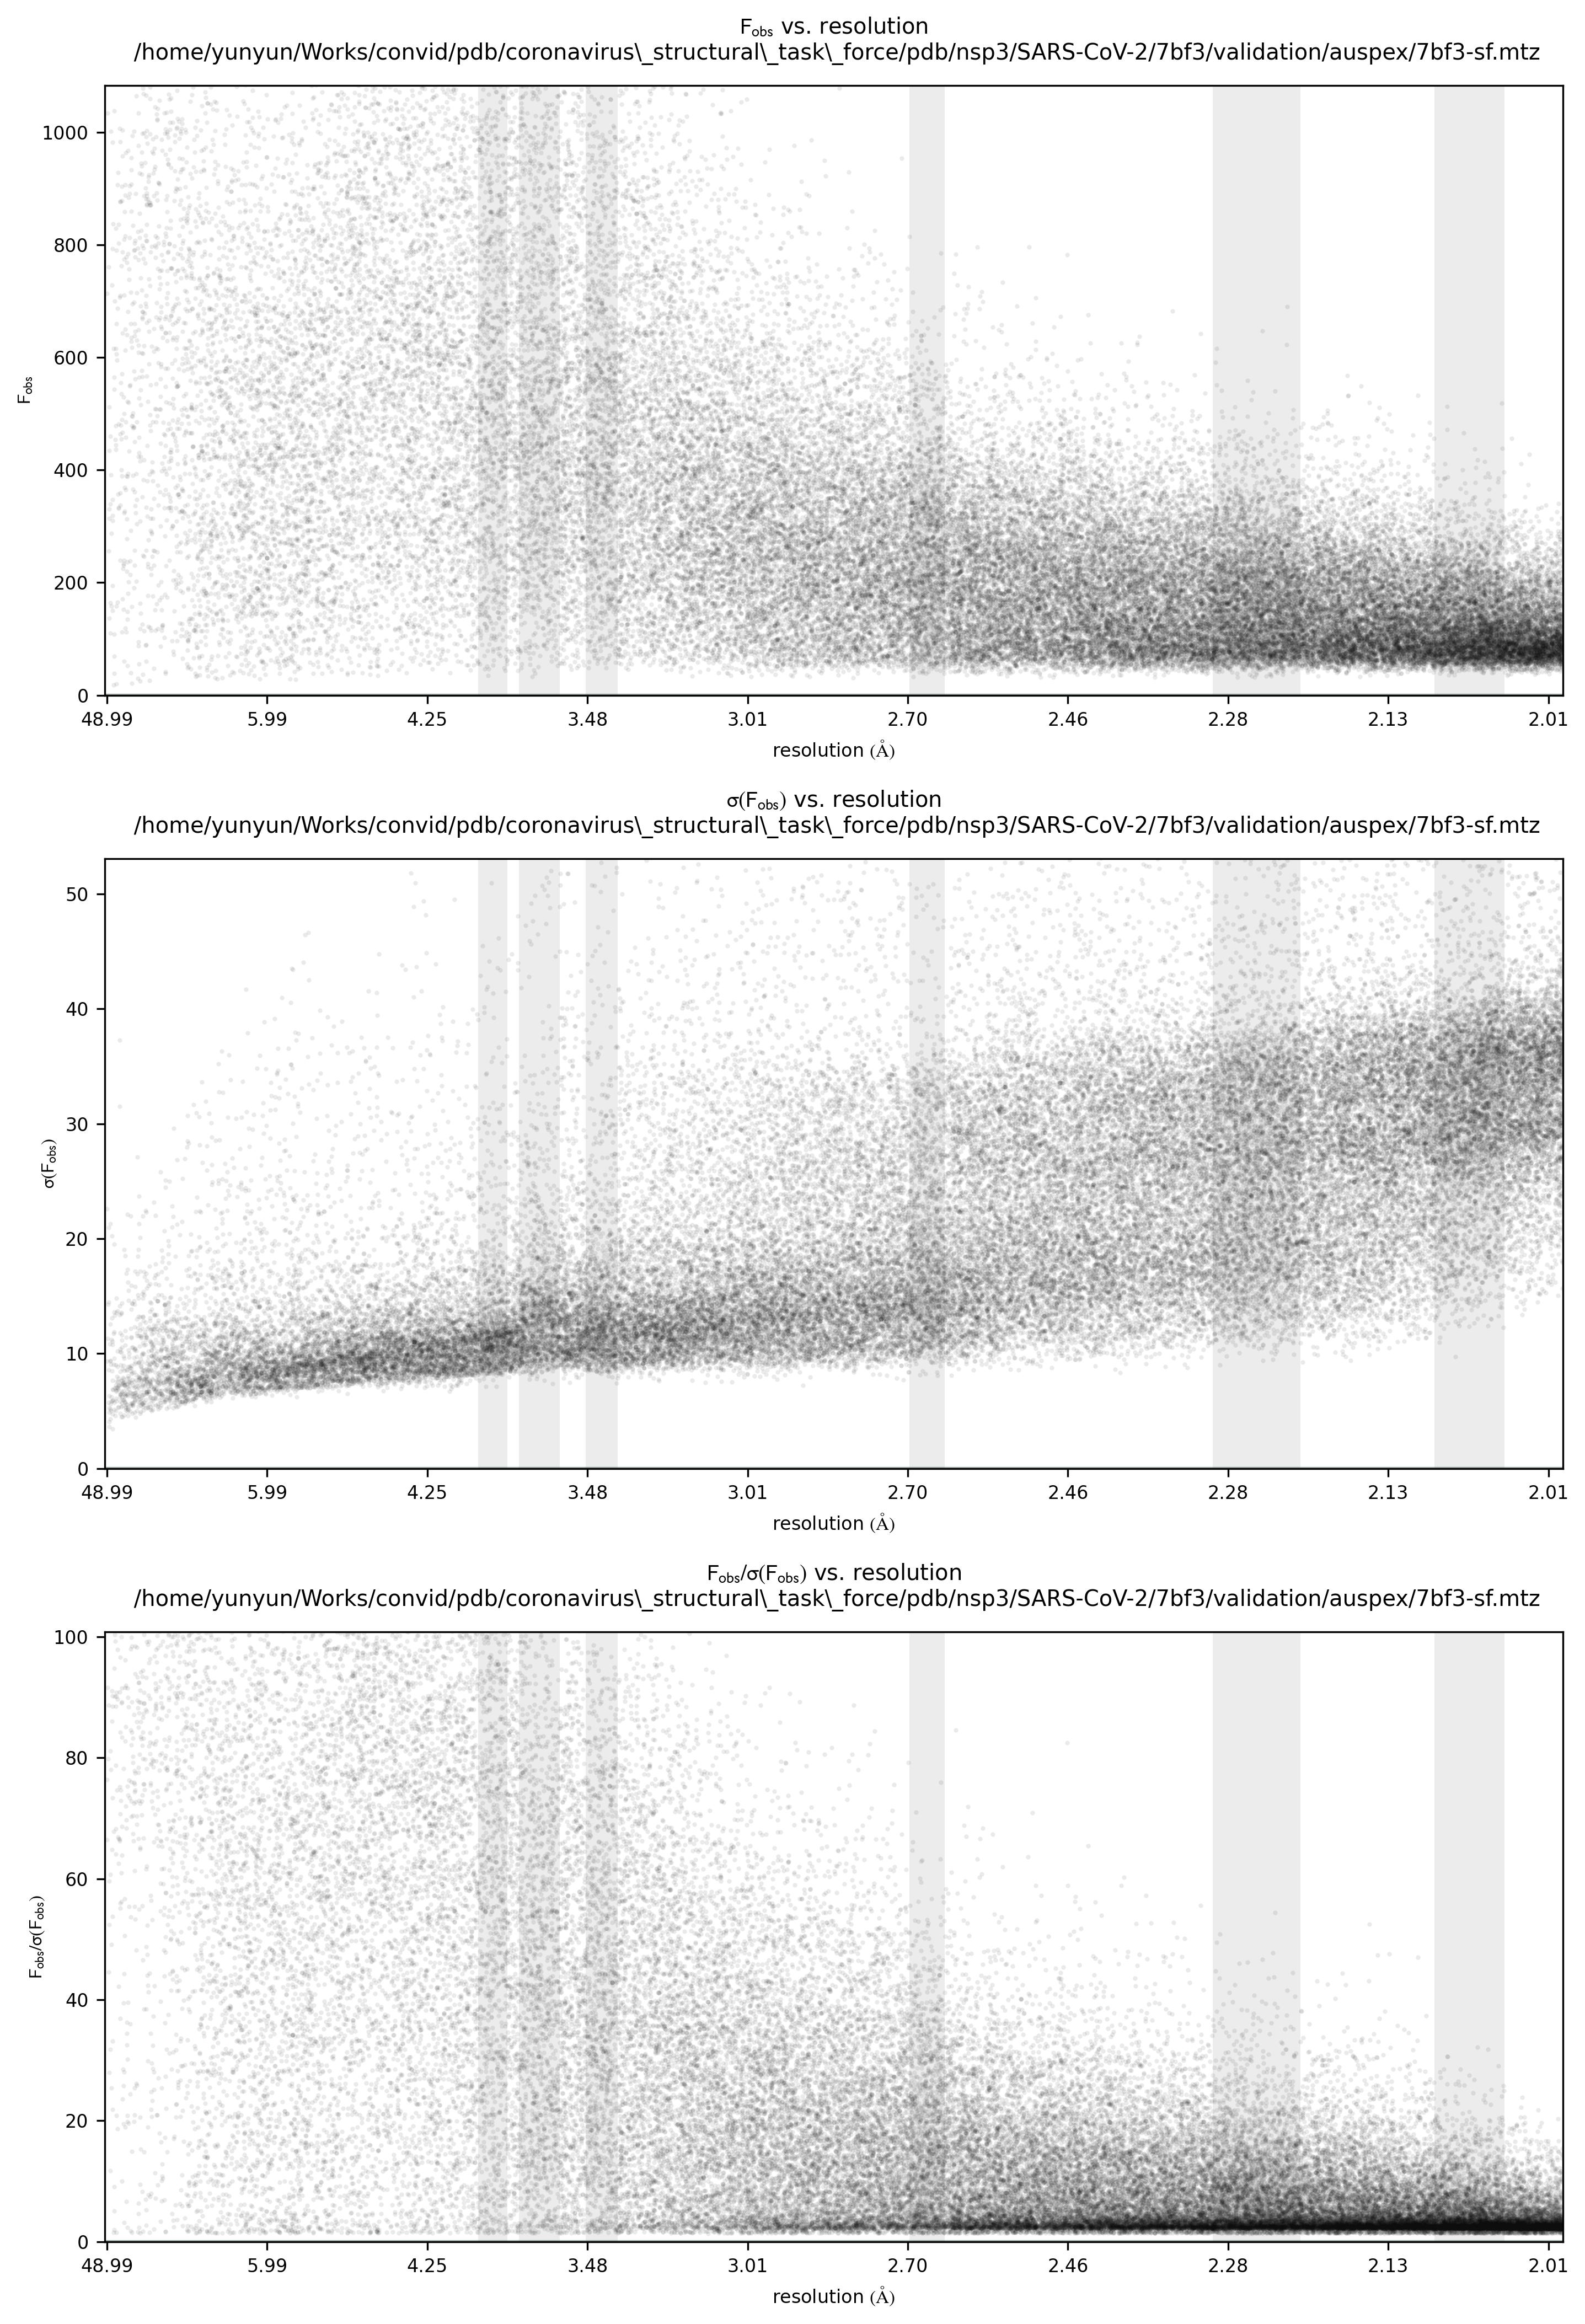 Fobs vs. resolution
/home/yunyun/Works/convid/pdb/coronavirus\_structural\_task\_force/pdb/nsp3/SARS-CoV-2/7bf3/validation/auspex/7bf3-sf.mtz
1000
800
600
400
200
0
Fobs
48.99 5.99 4.25 3.48 3.01 2.70 2.46 2.28 2.13 2.01
resolution (Å)
σ(Fobs) vs. resolution
/home/yunyun/Works/convid/pdb/coronavirus\_structural\_task\_force/pdb/nsp3/SARS-CoV-2/7bf3/validation/auspex/7bf3-sf.mtz
50
40
30
20
10
0
σ(Fobs)
48.99 5.99 4.25 3.48 3.01 2.70 2.46 2.28 2.13 2.01
resolution (Å)
Fobs/σ(Fobs) vs. resolution
/home/yunyun/Works/convid/pdb/coronavirus\_structural\_task\_force/pdb/nsp3/SARS-CoV-2/7bf3/validation/auspex/7bf3-sf.mtz
100
80
60
40
20
0
Fobs/σ(Fobs)
48.99 5.99 4.25 3.48 3.01 2.70 2.46 2.28 2.13 2.01
resolution (Å)